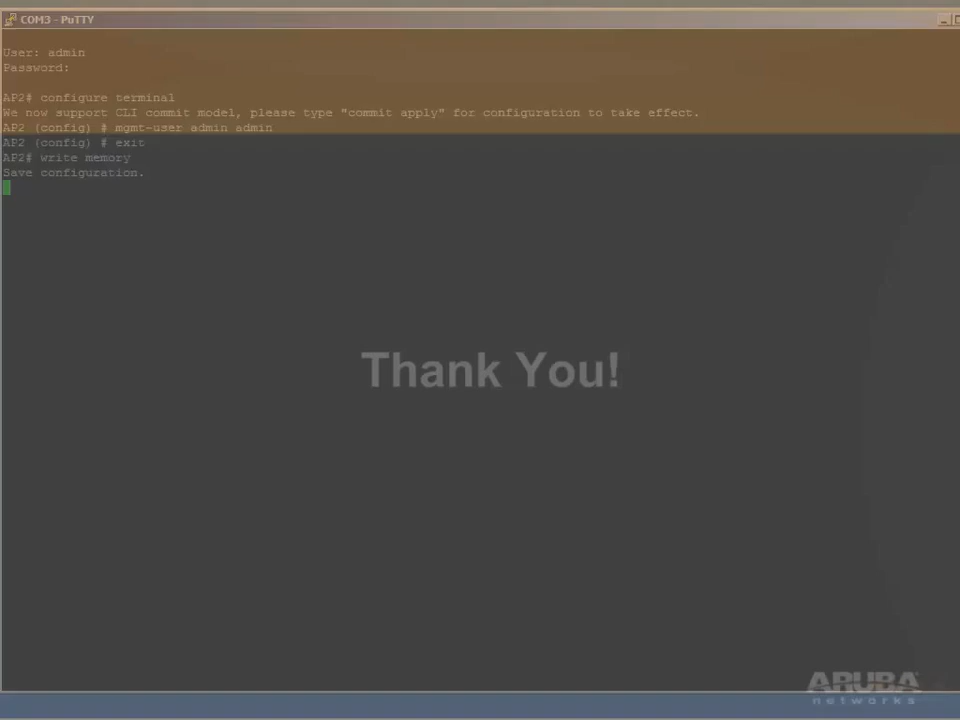 COM3 - PuTTY
User: admin
Password:
AP2# configure terminal
We now support CLI commit model, please type "commit apply" for configuration to take effect.
AP2 (config) # mgmt-user admin admin
AP2 (config) # exit
AP2# write memory
Save configuration.
Thank You!
ARUBA
networks